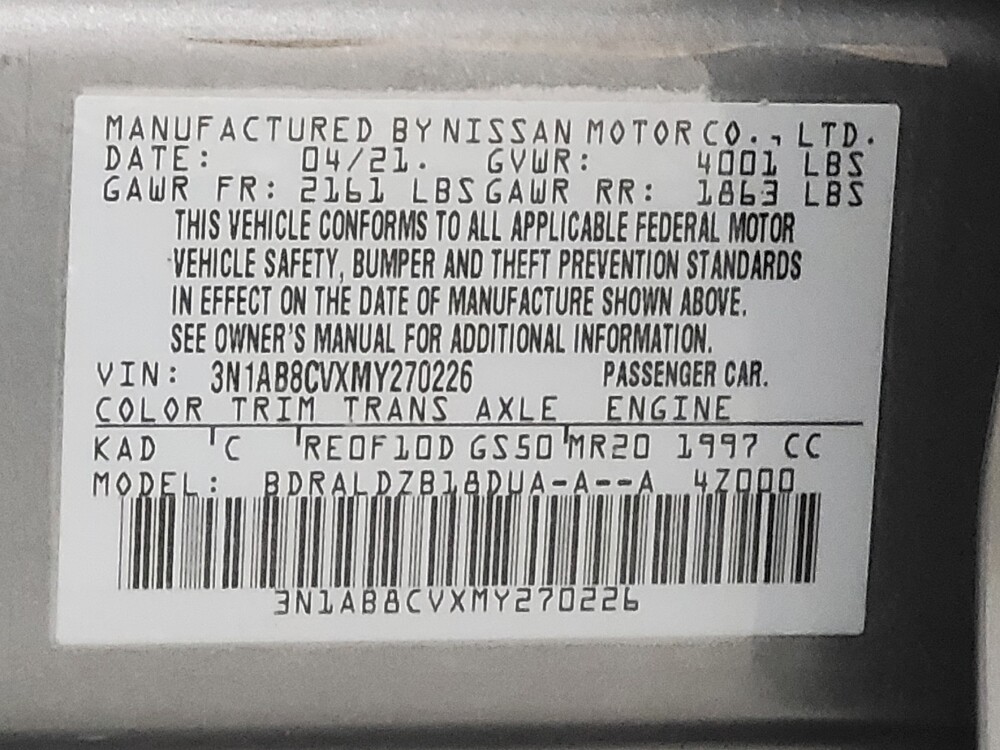 MANUFACTURED BY NISSAN MOTOR CO., LTD.
DATE: 04/21. GVWR: 4001 LBS
GAWR FR: 2161 LBS GAWR RR: 1863 LBS
THIS VEHICLE CONFORMS TO ALL APPLICABLE FEDERAL MOTOR
VEHICLE SAFETY, BUMPER AND THEFT PREVENTION STANDARDS
IN EFFECT ON THE DATE OF MANUFACTURE SHOWN ABOVE.
SEE OWNER'S MANUAL FOR ADDITIONAL INFORMATION.
VIN: 3N1AB8CVXMY270226 PASSENGER CAR.
COLOR TRIM TRANS AXLE ENGINE
KAD C RE0F10D GS50 MR20 1997 CC
MODEL: BDRALDZB18DUA-A--A 4Z000
3N1AB8CVXMY270226